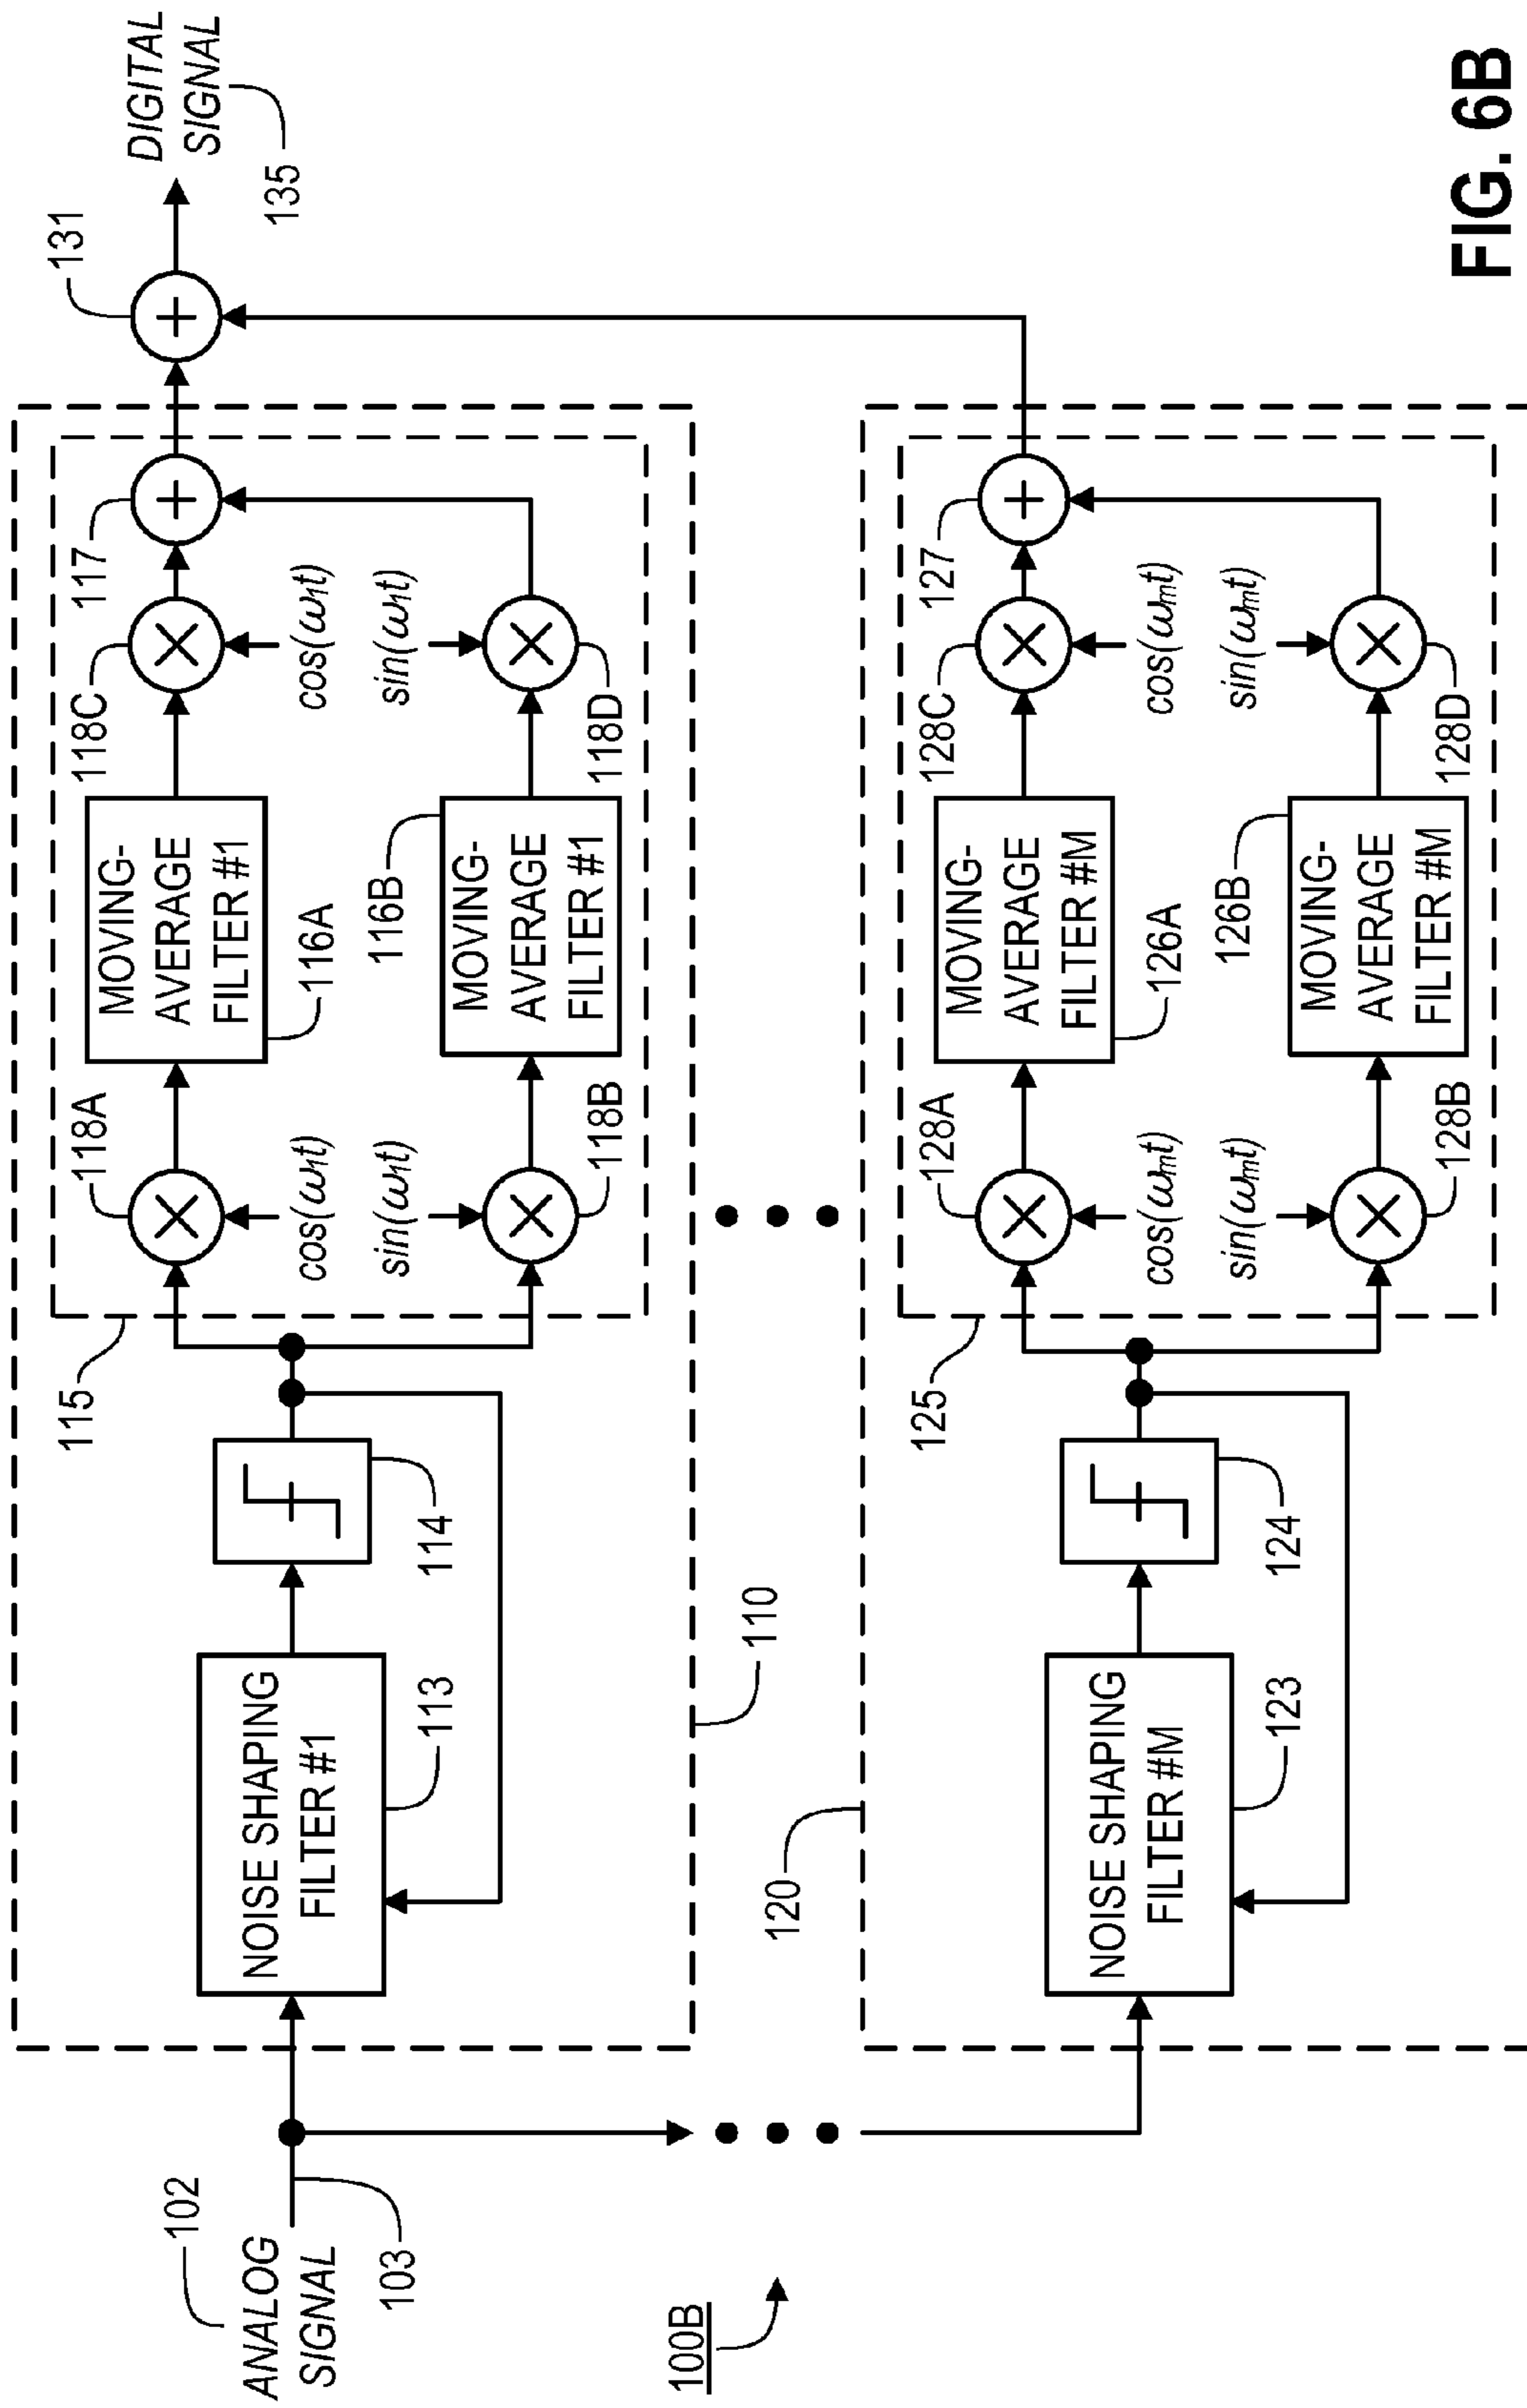 102
ANALOG
SIGNAL
103
100B
NOISE SHAPING
FILTER #1
113
114
110
115
118A
cos(ω1t)
sin(ω1t)
118B
MOVING-
AVERAGE
FILTER #1
116A
116B
MOVING-
AVERAGE
FILTER #1
118C
cos(ω1t)
sin(ω1t)
118D
117
131
DIGITAL
SIGNAL
135
120
NOISE SHAPING
FILTER #M
123
124
125
128A
cos(ωmt)
sin(ωmt)
128B
MOVING-
AVERAGE
FILTER #M
126A
126B
MOVING-
AVERAGE
FILTER #M
128C
cos(ωmt)
sin(ωmt)
128D
127
FIG. 6B